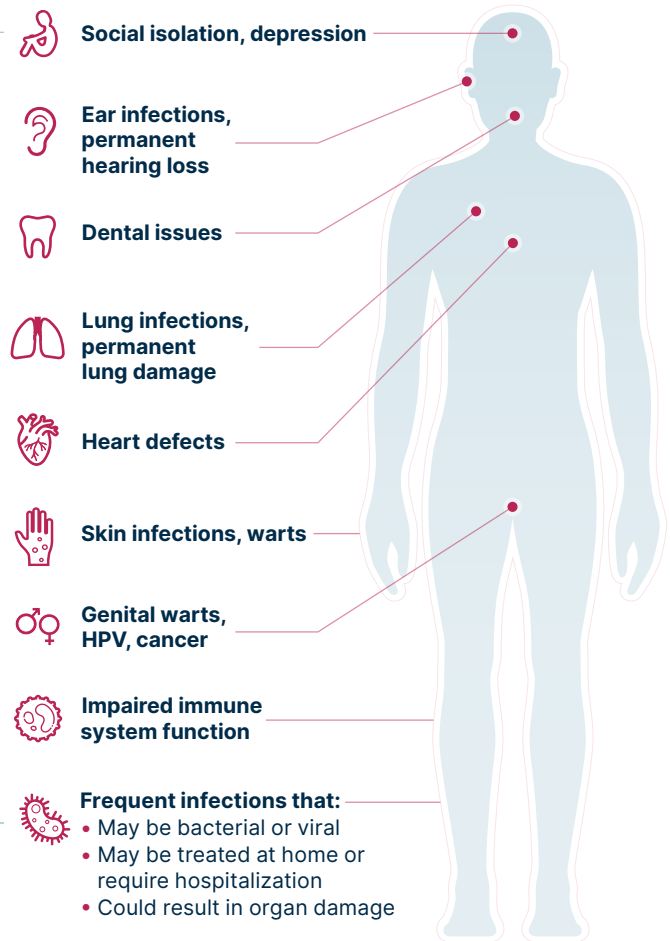 Social isolation, depression
Ear infections,
permanent
hearing loss
Dental issues
Lung infections,
permanent
lung damage
Heart defects
Skin infections, warts
Genital warts,
HPV, cancer
Impaired immune
system function
Frequent infections that:
• May be bacterial or viral
• May be treated at home or
require hospitalization
• Could result in organ damage